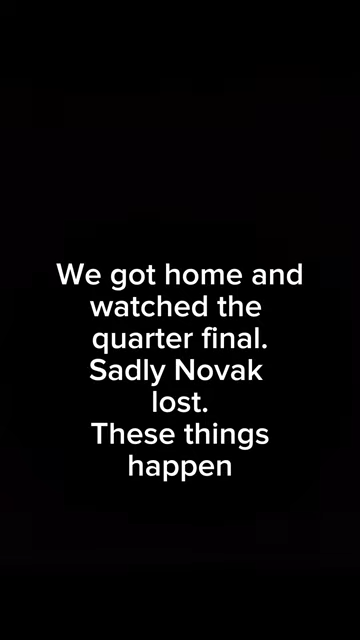 We got home and
watched the
quarter final.
Sadly Novak
lost.
These things
happen